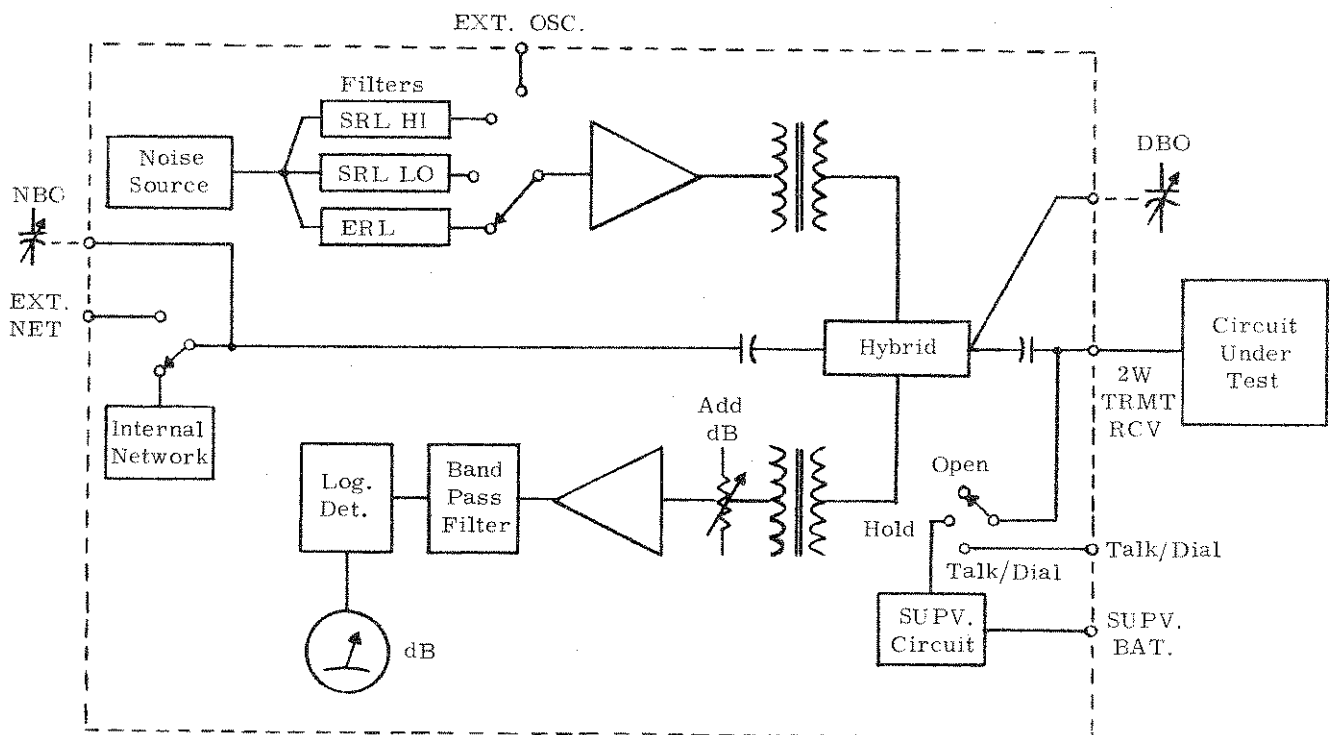 EXT. OSC.
Filters
SRL HI
SRL LO
ERL
Noise
Source
NBO
DBO
EXT.
NET
Internal
Network
Hybrid
Circuit
Under
Test
2W
TRMT
RCV
Add
dB
Log.
Det.
Band
Pass
Filter
Open
Hold
Talk/Dial
Talk/Dial
SUPV.
Circuit
SUPV.
BAT.
dB